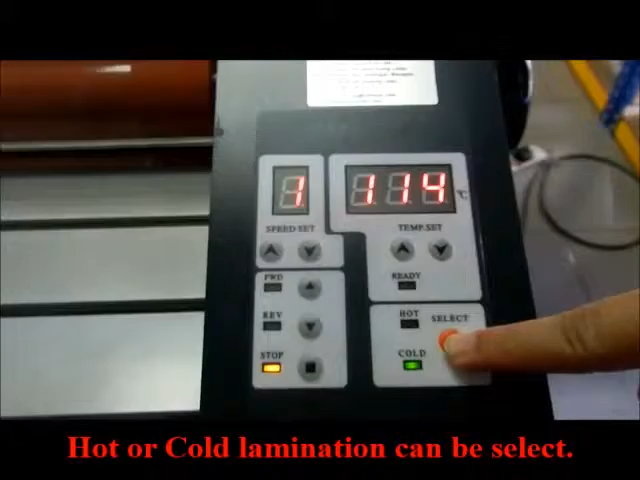 1
114 °C
SPEED SET
TEMP.SET
FWD
READY
REV
HOT
SELECT
STOP
COLD
Hot or Cold lamination can be select.